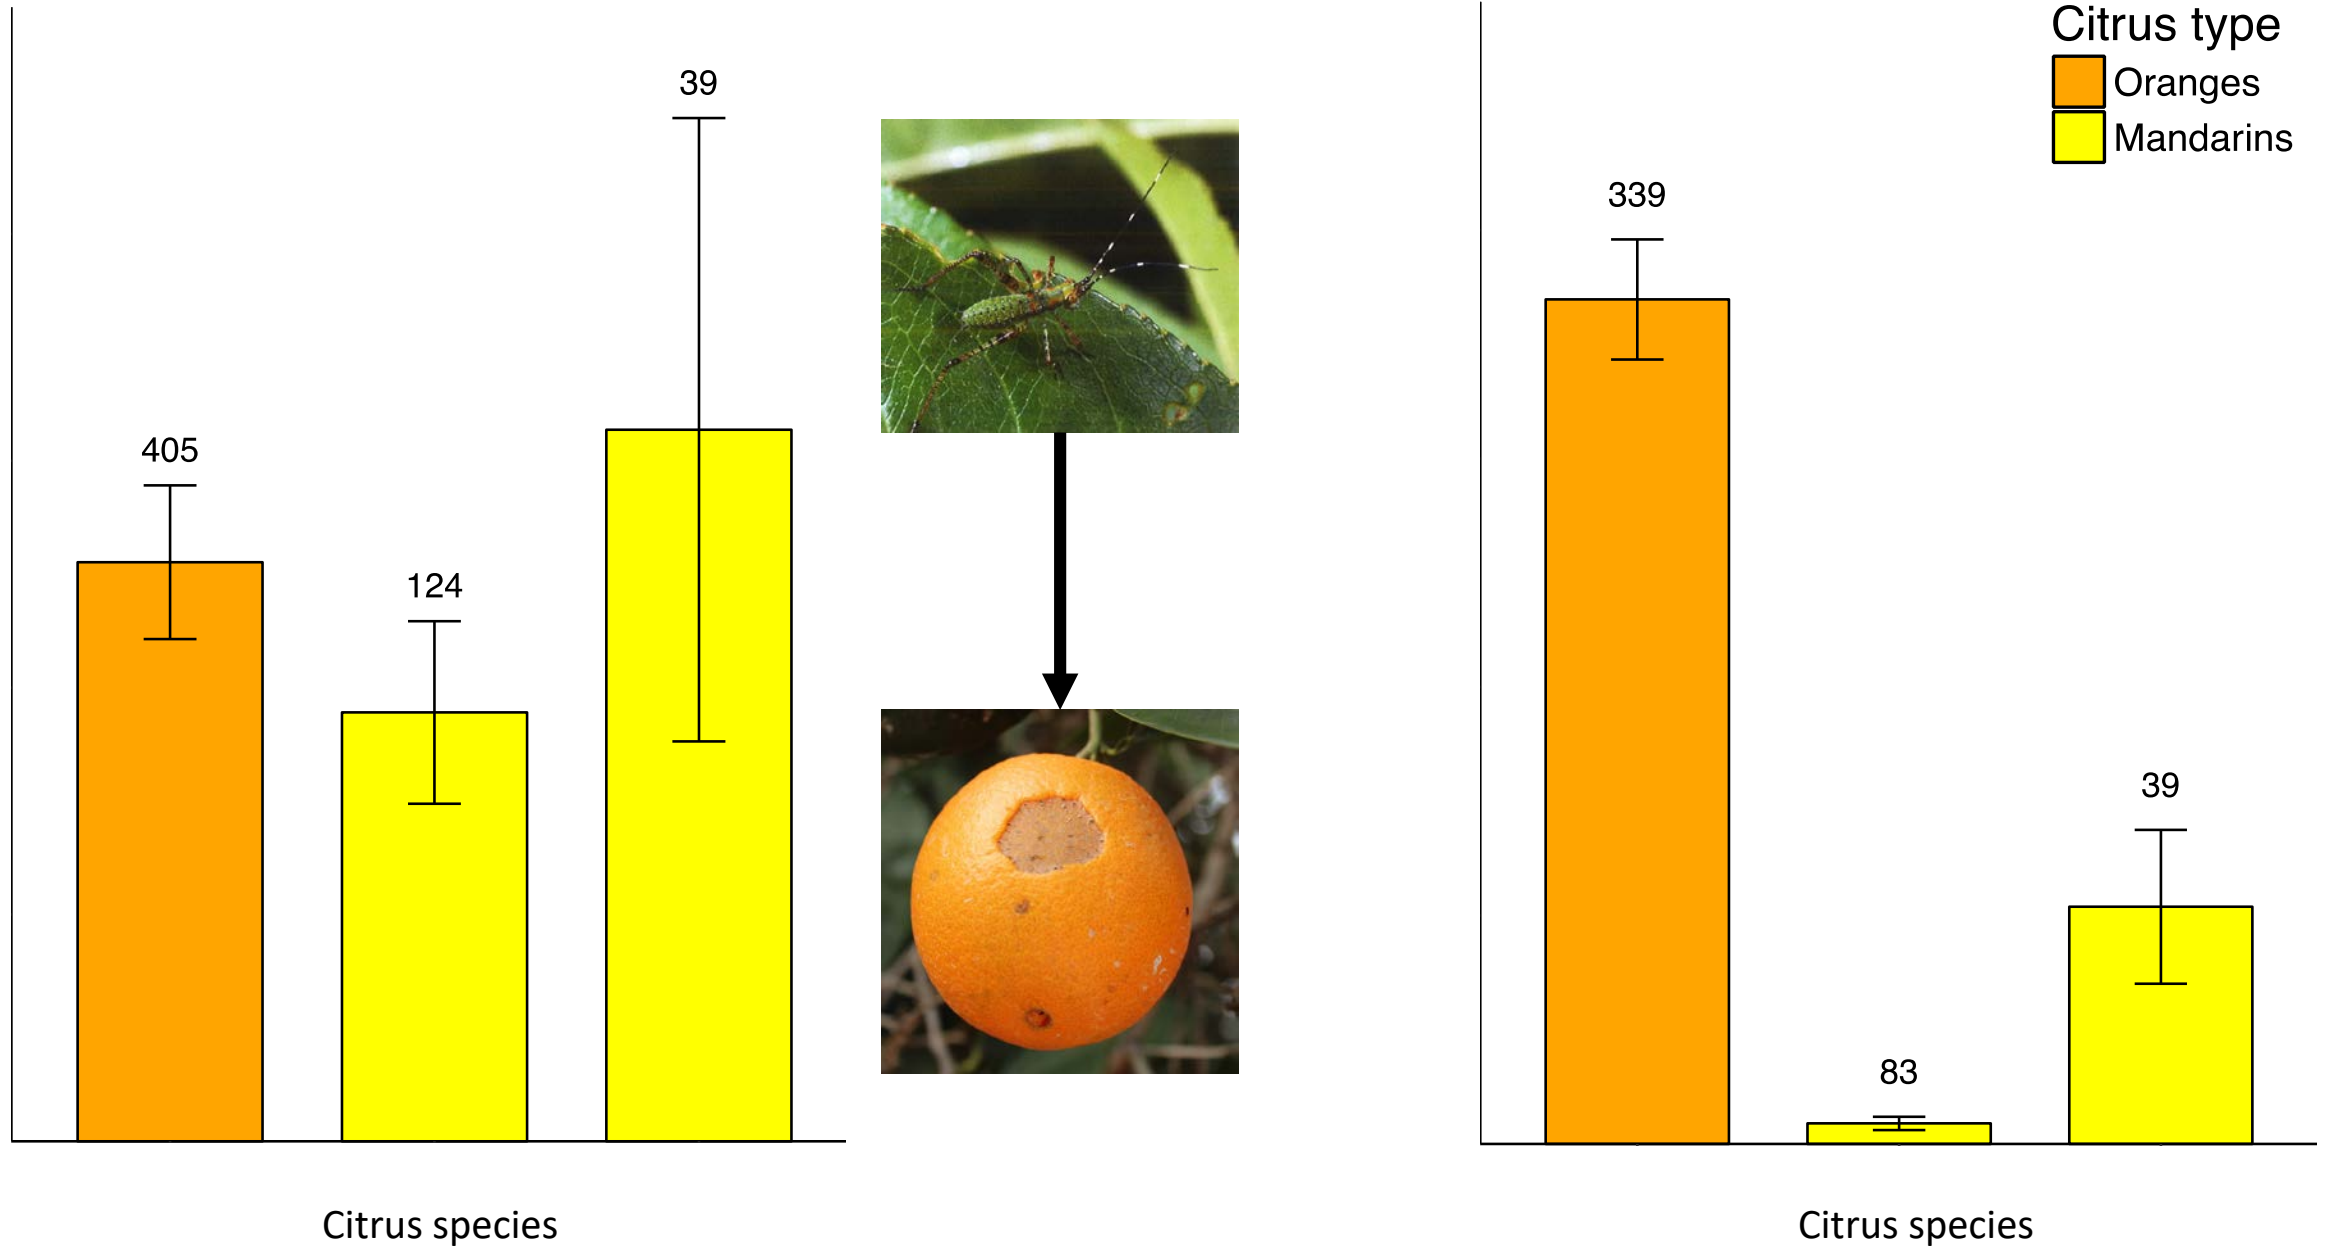 39
405
124
Citrus species
Citrus type
Oranges
Mandarins
339
39
83
Citrus species